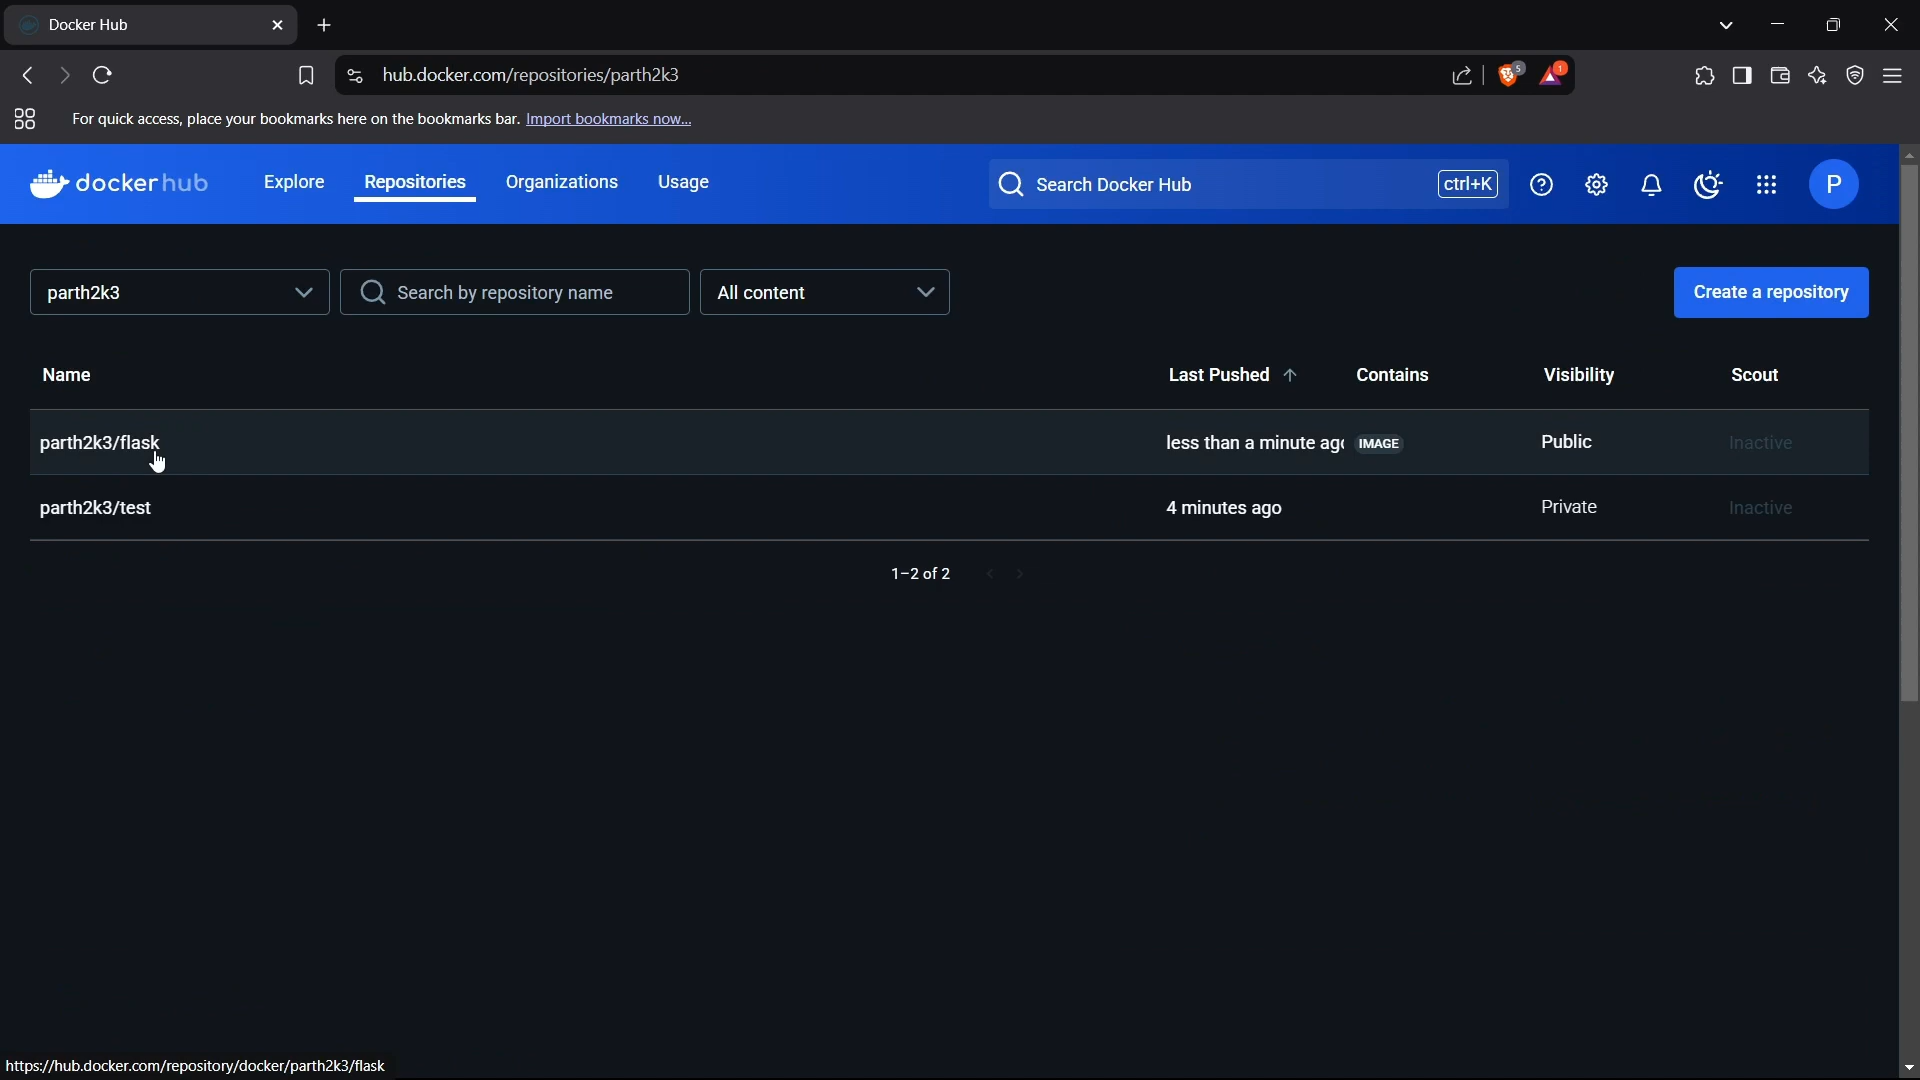 Docker Hub
hub.docker.com/repositories/parth2k3
5
1
For quick access, place your bookmarks here on the bookmarks bar. Import bookmarks now...
docker hub Explore Repositories Organizations Usage Search Docker Hub ctrl+K P
parth2k3 Search by repository name All content Create a repository
Name Last Pushed Contains Visibility Scout
parth2k3/flask less than a minute ago IMAGE Public Inactive
parth2k3/test 4 minutes ago Private Inactive
1-2 of 2
https://hub.docker.com/repository/docker/parth2k3/flask